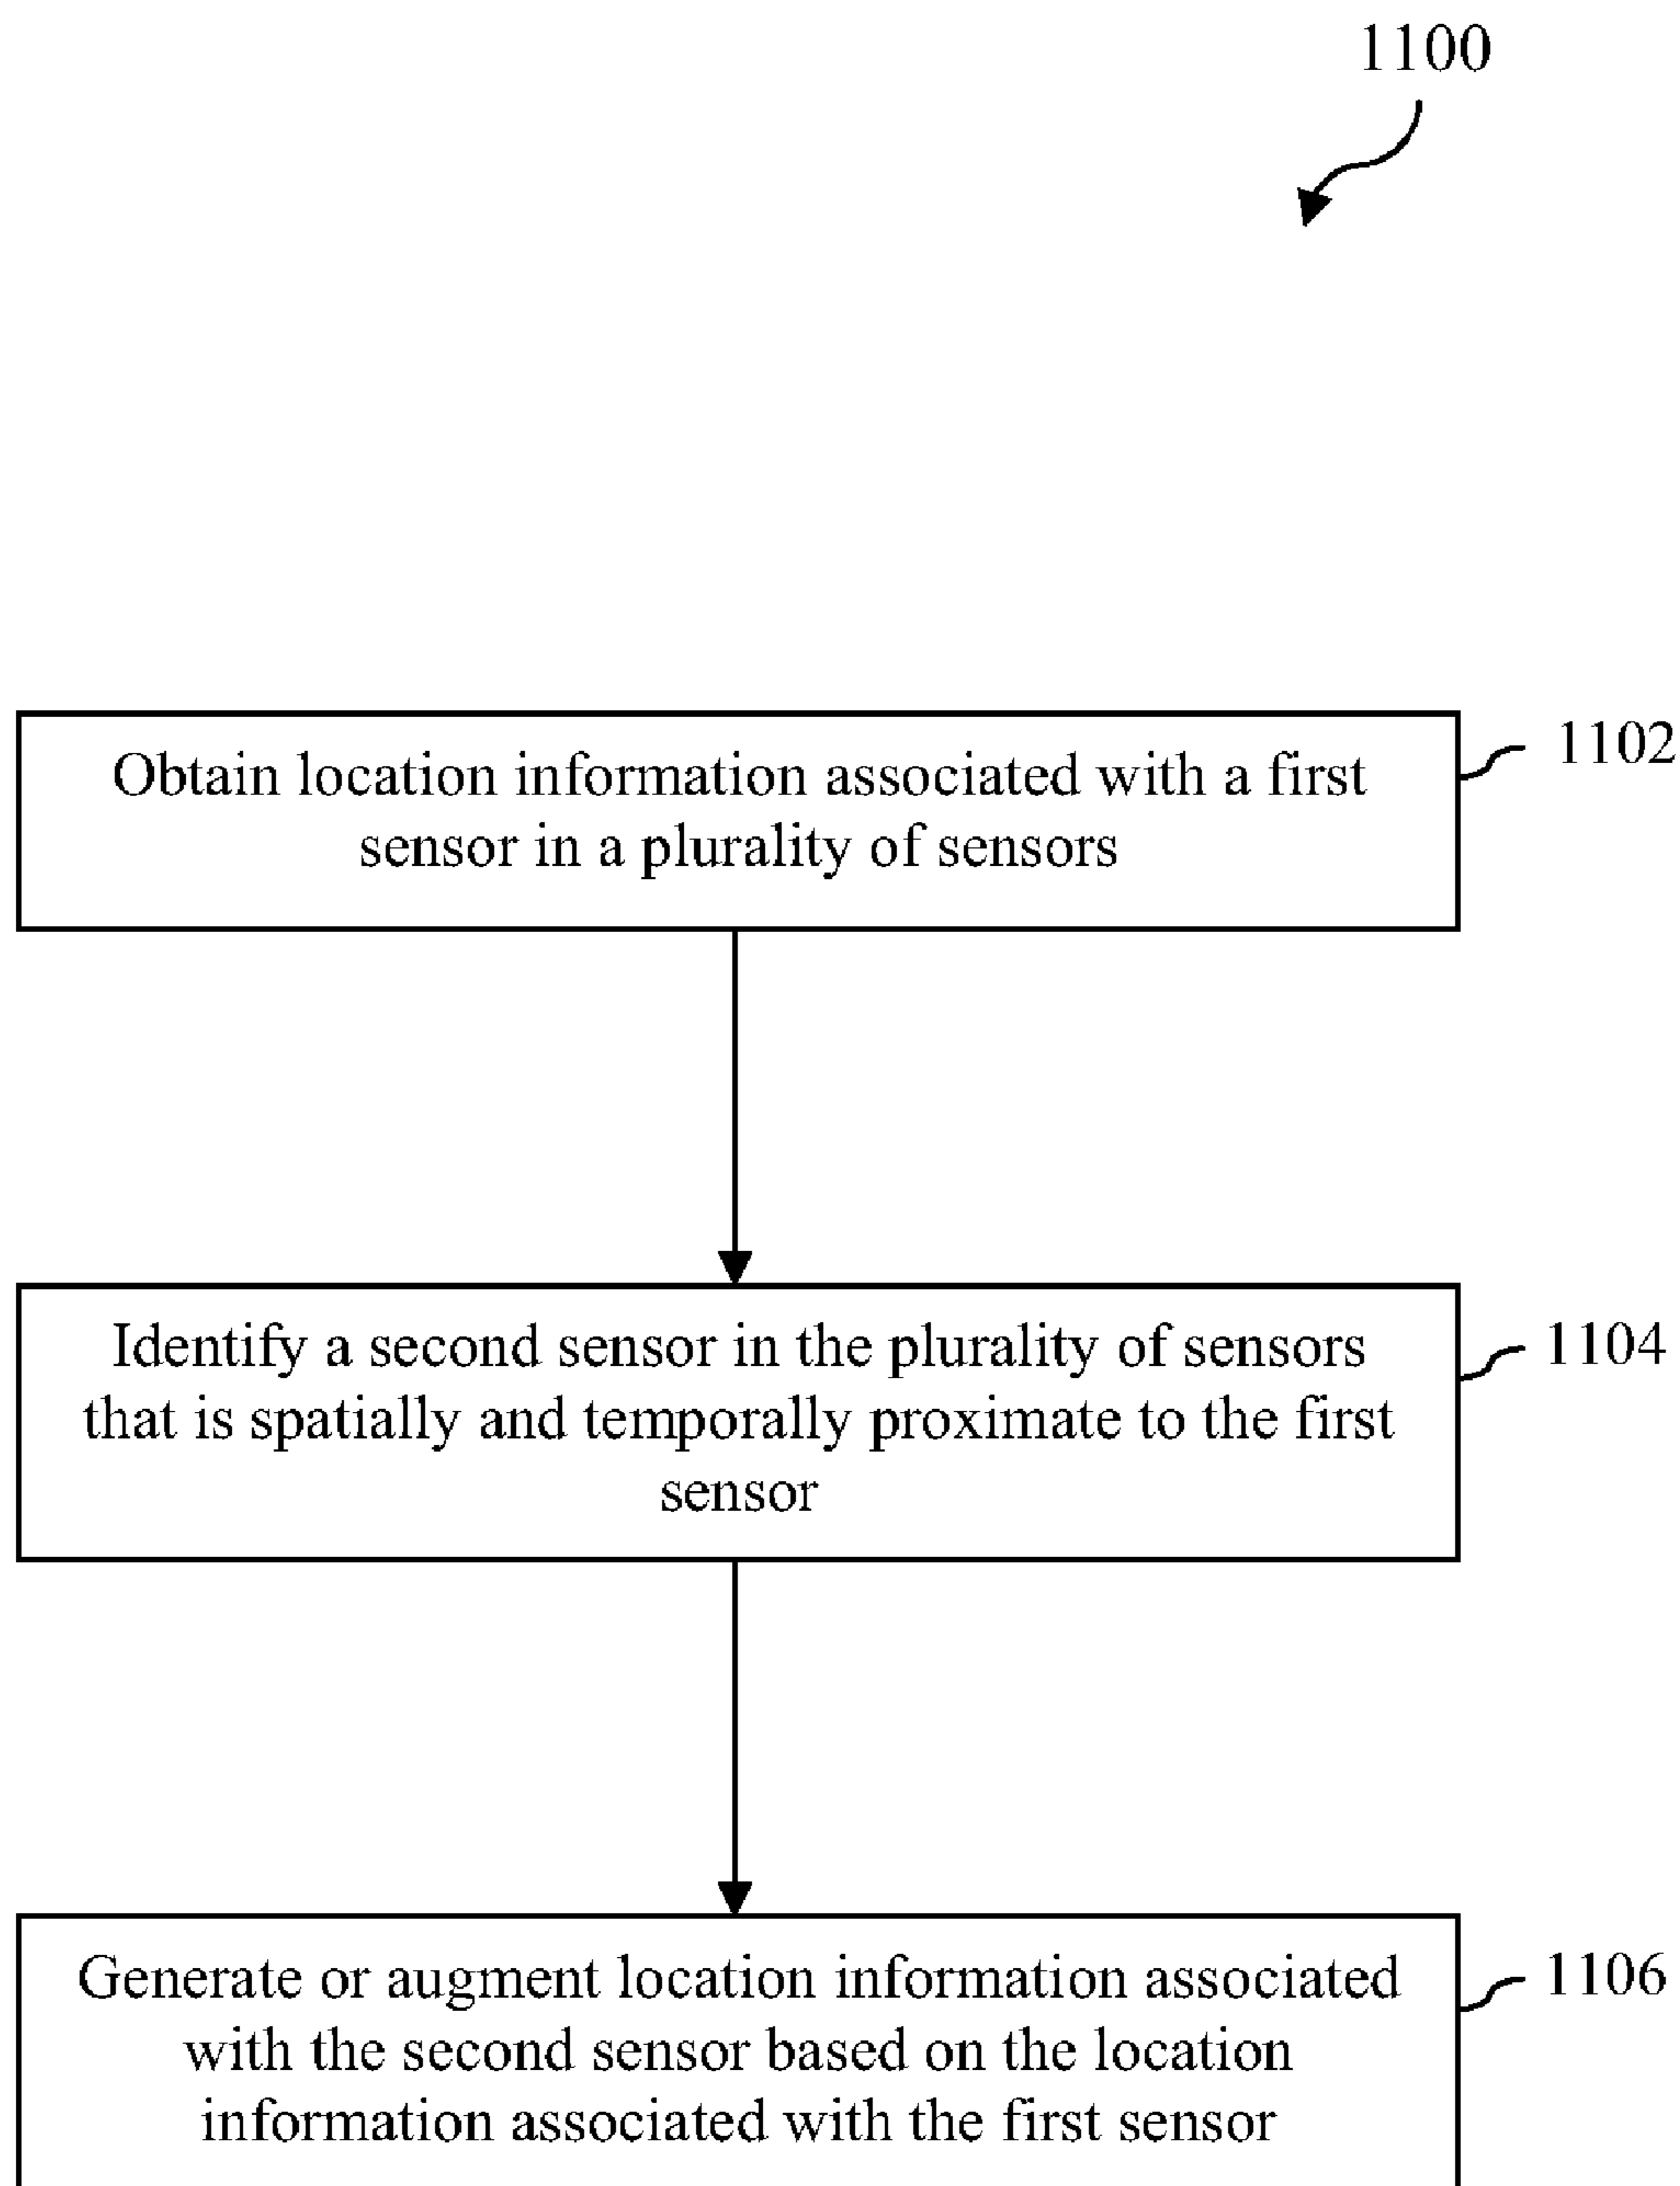 1100
Obtain location information associated with a first
sensor in a plurality of sensors
1102
Identify a second sensor in the plurality of sensors
that is spatially and temporally proximate to the first
sensor
1104
Generate or augment location information associated
with the second sensor based on the location
information associated with the first sensor
1106